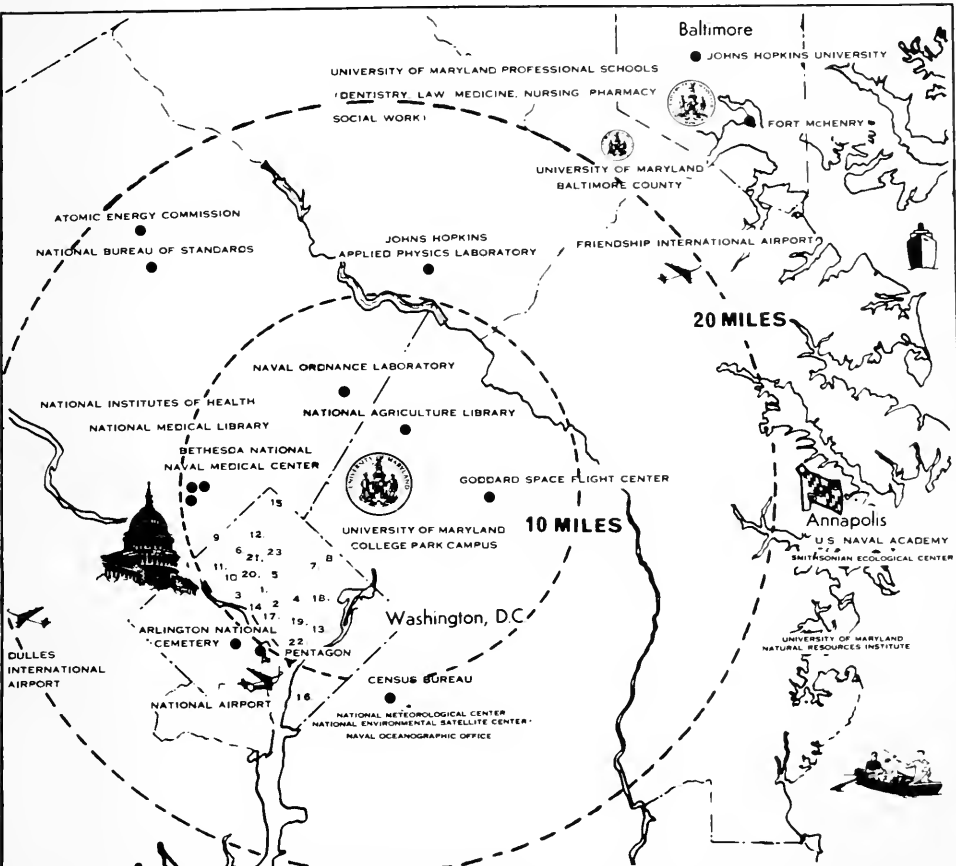 Baltimore
JOHNS HOPKINS UNIVERSITY
UNIVERSITY OF MARYLAND PROFESSIONAL SCHOOLS
(DENTISTRY LAW MEDICINE, NURSING PHARMACY
SOCIAL WORK)
FORT MCHENRY
UNIVERSITY OF MARYLAND
BALTIMORE COUNTY
ATOMIC ENERGY COMMISSION
NATIONAL BUREAU OF STANDARDS
JOHNS HOPKINS
APPLIED PHYSICS LABORATORY
FRIENDSHIP INTERNATIONAL AIRPORT
20 MILES
NAVAL ORDNANCE LABORATORY
NATIONAL INSTITUTES OF HEALTH
NATIONAL MEDICAL LIBRARY
NATIONAL AGRICULTURE LIBRARY
BETHESDA NATIONAL
NAVAL MEDICAL CENTER
UNIVERSITY OF MARYLAND
GODDARD SPACE FLIGHT CENTER
10 MILES
UNIVERSITY OF MARYLAND
COLLEGE PARK CAMPUS
Annapolis
U.S. NAVAL ACADEMY
SMITHSONIAN ECOLOGICAL CENTER
15
9
12.
6
21.
23
11.
7.
8
10
20.
5
1.
3
14
2
4
18.
17.
19.
13
22
Washington, D.C.
ARLINGTON NATIONAL
CEMETERY
PENTAGON
DULLES
INTERNATIONAL
AIRPORT
UNIVERSITY OF MARYLAND
NATURAL RESOURCES INSTITUTE
CENSUS BUREAU
NATIONAL AIRPORT
16.
NATIONAL METEOROLOGICAL CENTER
NATIONAL ENVIRONMENTAL SATELLITE CENTER
NAVAL OCEANOGRAPHIC OFFICE